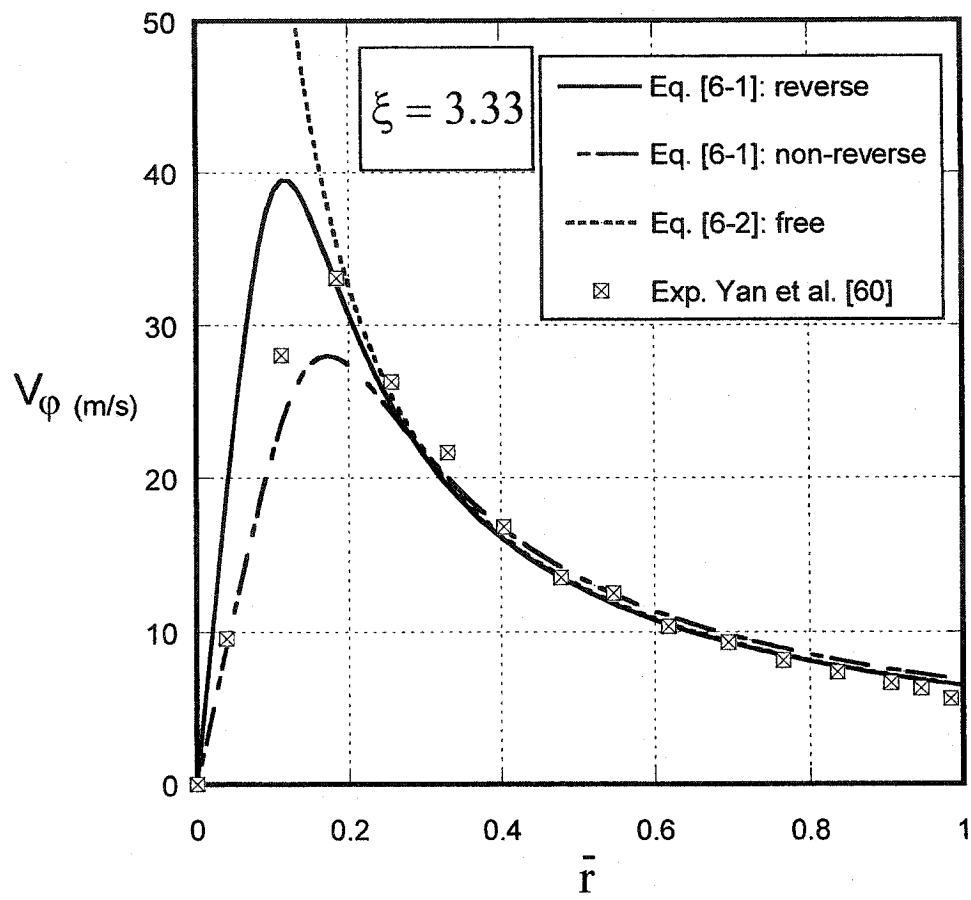 50
40
30
20
10
0
V_φ (m/s)
ξ = 3.33
Eq. [6-1]: reverse
Eq. [6-1]: non-reverse
Eq. [6-2]: free
Exp. Yan et al. [60]
0 0.2 0.4 0.6 0.8 1
r̄